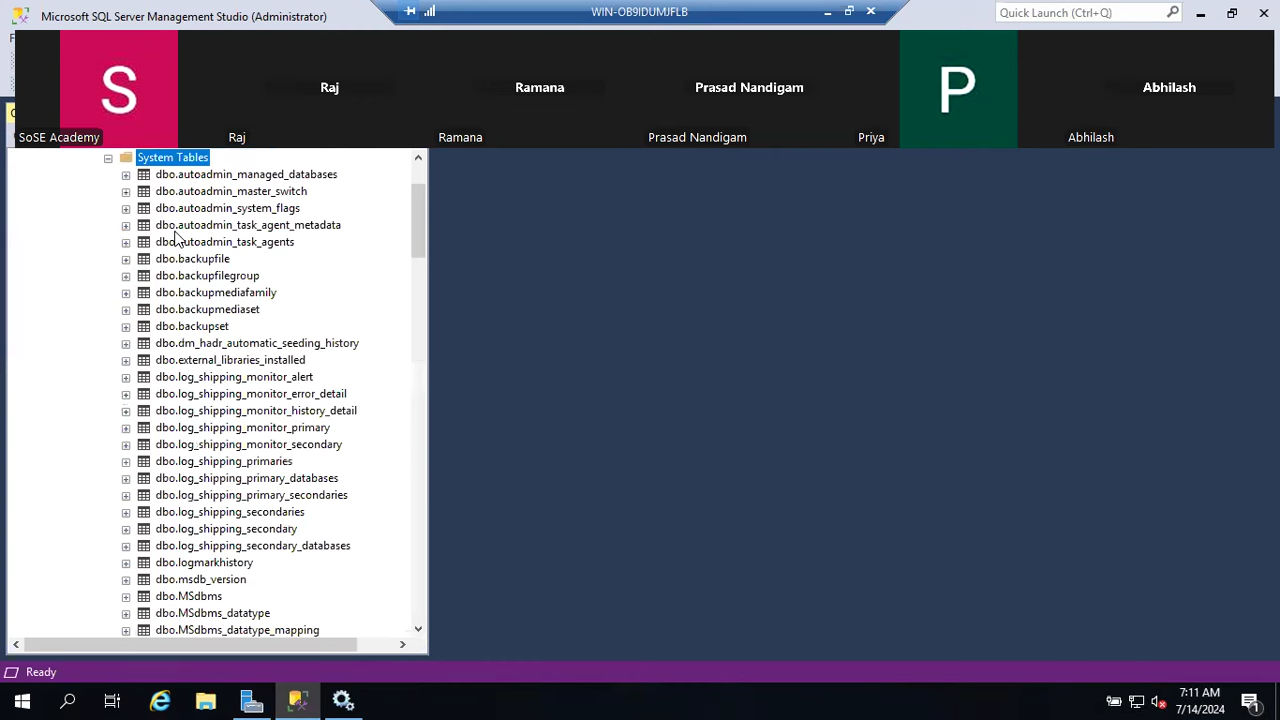 Microsoft SQL Server Management Studio (Administrator)
WIN-OB9IDUMJFLB
Quick Launch (Ctrl+Q)
S
Raj
Ramana
Prasad Nandigam
P
Abhilash
SoSE Academy
Raj
Ramana
Prasad Nandigam
Priya
Abhilash
System Tables
dbo.autoadmin_managed_databases
dbo.autoadmin_master_switch
dbo.autoadmin_system_flags
dbo.autoadmin_task_agent_metadata
dbo.autoadmin_task_agents
dbo.backupfile
dbo.backupfilegroup
dbo.backupmediafamily
dbo.backupmediaset
dbo.backupset
dbo.dm_hadr_automatic_seeding_history
dbo.external_libraries_installed
dbo.log_shipping_monitor_alert
dbo.log_shipping_monitor_error_detail
dbo.log_shipping_monitor_history_detail
dbo.log_shipping_monitor_primary
dbo.log_shipping_monitor_secondary
dbo.log_shipping_primaries
dbo.log_shipping_primary_databases
dbo.log_shipping_primary_secondaries
dbo.log_shipping_secondaries
dbo.log_shipping_secondary
dbo.log_shipping_secondary_databases
dbo.logmarkhistory
dbo.msdb_version
dbo.MSdbms
dbo.MSdbms_datatype
dbo.MSdbms_datatype_mapping
Ready
7:11 AM
7/14/2024
1